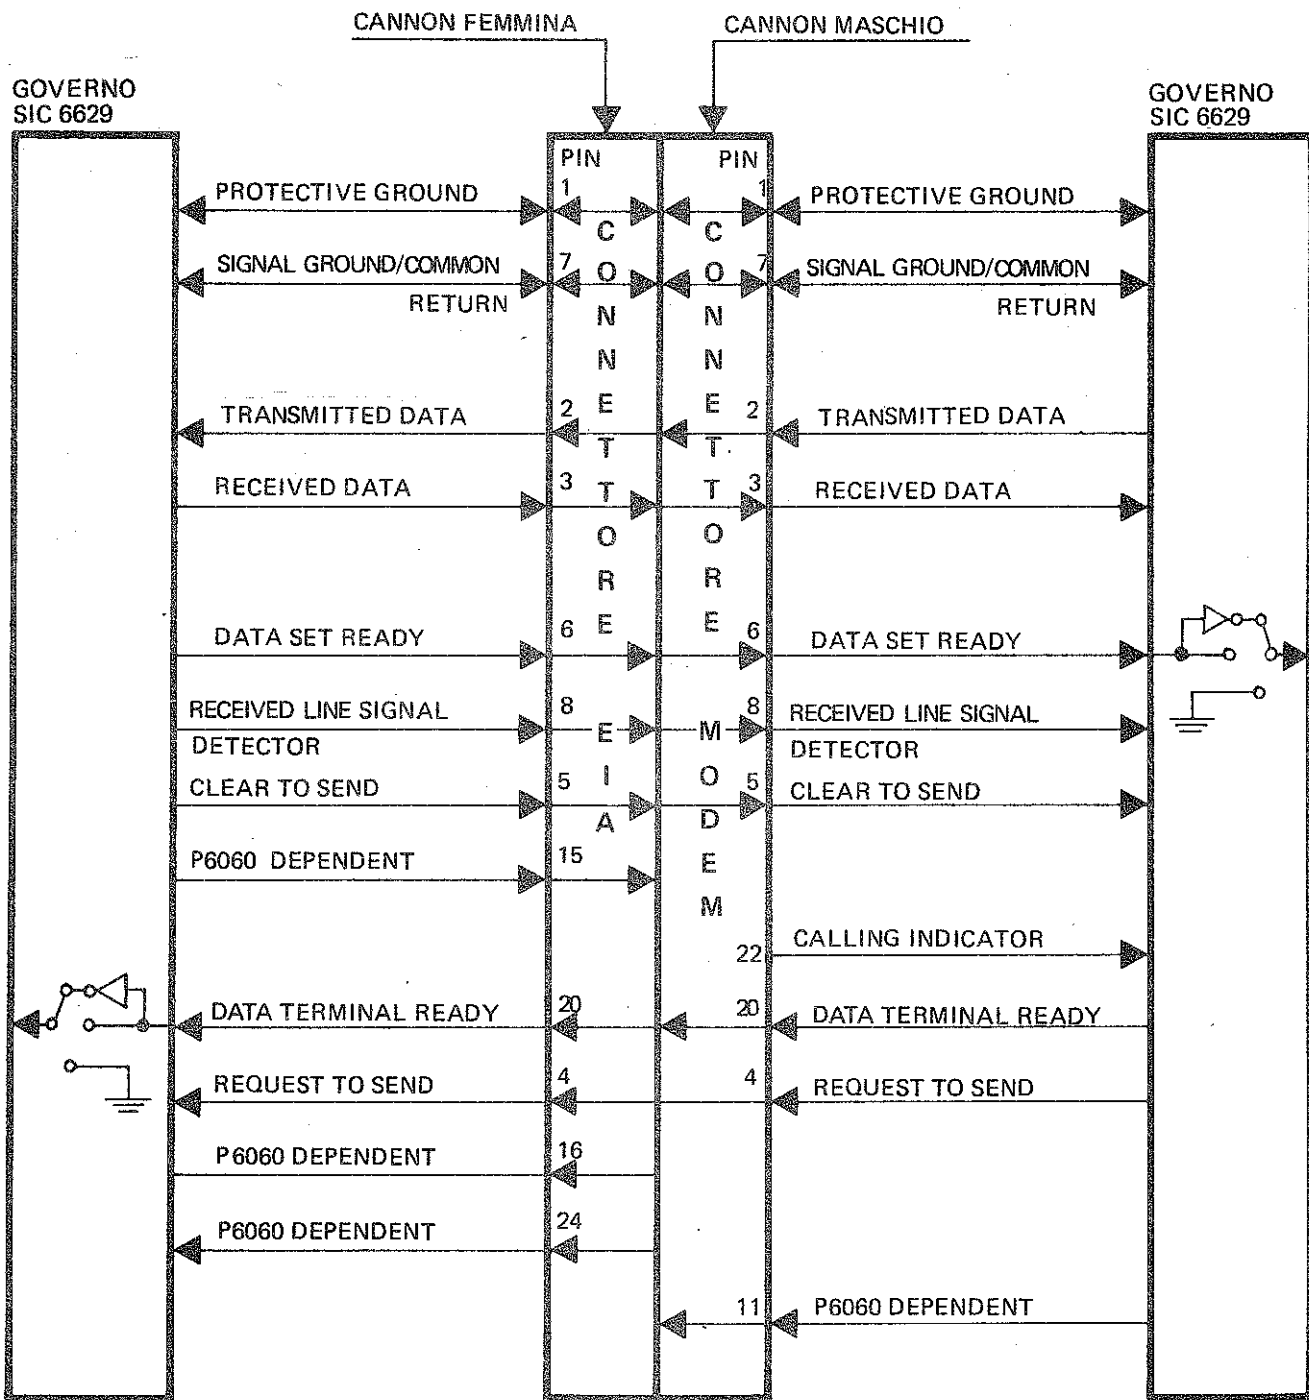 CANNON FEMMINA
CANNON MASCHIO
GOVERNO
SIC 6629
GOVERNO
SIC 6629
PIN
PIN
PROTECTIVE GROUND
1
1
PROTECTIVE GROUND
SIGNAL GROUND/COMMON
RETURN
7
7
SIGNAL GROUND/COMMON
RETURN
TRANSMITTED DATA
2
2
TRANSMITTED DATA
RECEIVED DATA
3
3
RECEIVED DATA
DATA SET READY
6
6
DATA SET READY
RECEIVED LINE SIGNAL
DETECTOR
8
8
RECEIVED LINE SIGNAL
DETECTOR
CLEAR TO SEND
5
5
CLEAR TO SEND
P6060 DEPENDENT
15
22
CALLING INDICATOR
DATA TERMINAL READY
20
20
DATA TERMINAL READY
REQUEST TO SEND
4
4
REQUEST TO SEND
P6060 DEPENDENT
16
P6060 DEPENDENT
24
11
P6060 DEPENDENT
CONNETTORE EIA
CONNETTORE MODEM